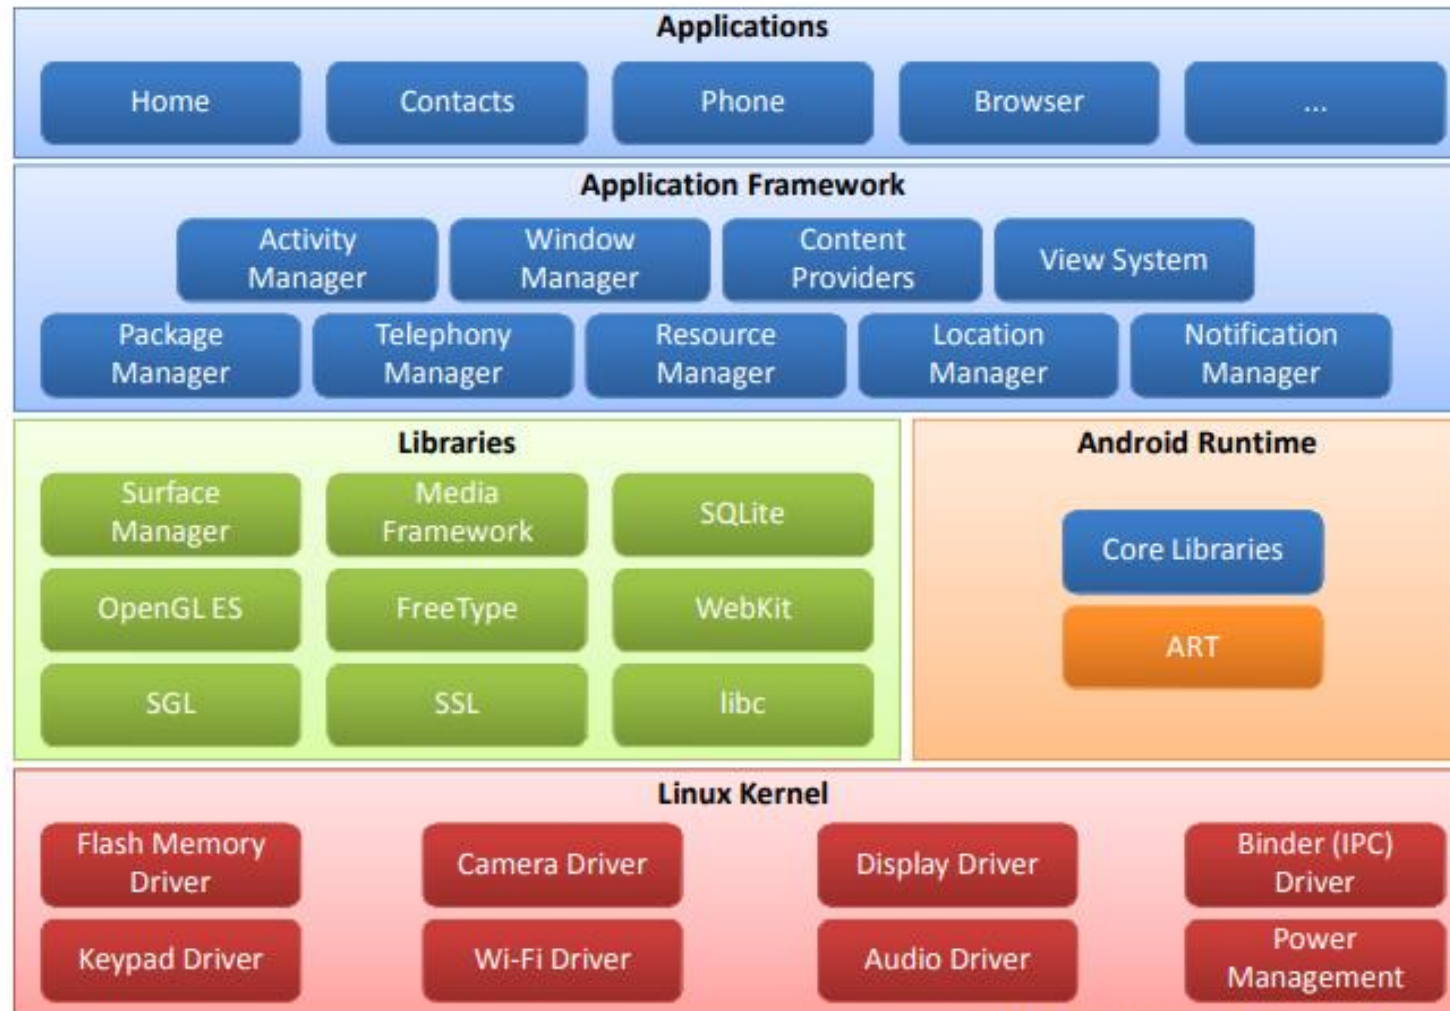 Applications
Home
Contacts
Phone
Browser
...
Application Framework
Activity
Manager
Window
Manager
Content
Providers
View System
Package
Manager
Telephony
Manager
Resource
Manager
Location
Manager
Notification
Manager
Libraries
Surface
Manager
Media
Framework
SQLite
OpenGL ES
FreeType
WebKit
SGL
SSL
libc
Android Runtime
Core Libraries
ART
Linux Kernel
Flash Memory
Driver
Camera Driver
Display Driver
Binder (IPC)
Driver
Keypad Driver
Wi-Fi Driver
Audio Driver
Power
Management